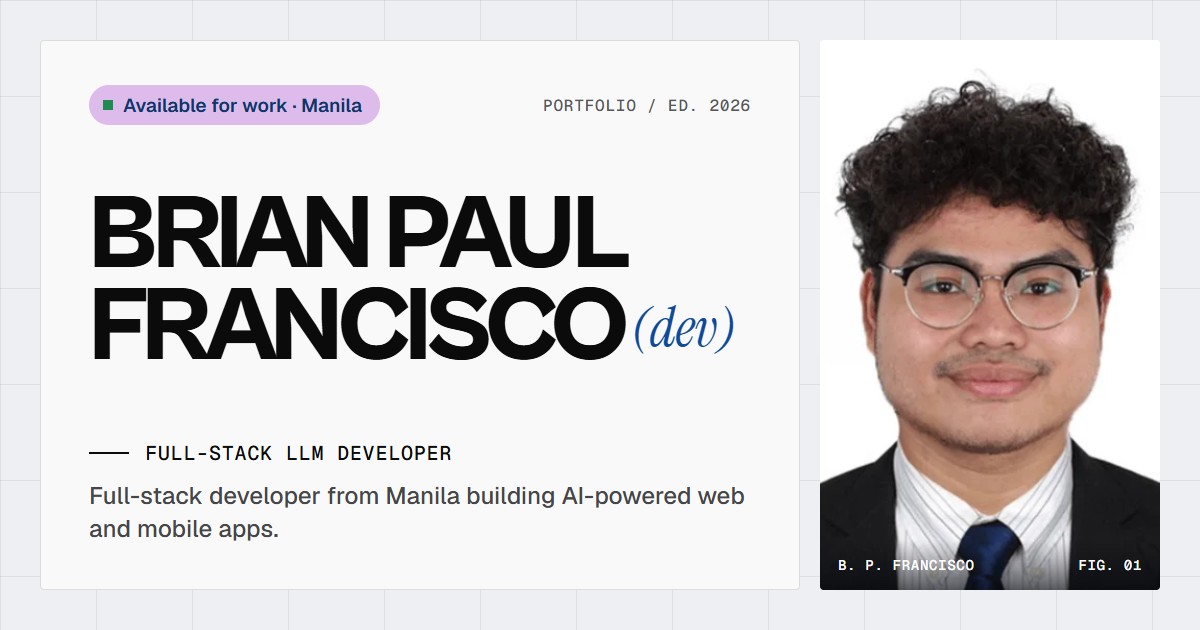 Available for work · Manila
PORTFOLIO / ED. 2026
BRIAN PAUL
FRANCISCO (dev)
FULL-STACK LLM DEVELOPER
Full-stack developer from Manila building AI-powered web
and mobile apps.
B. P. FRANCISCO
FIG. 01